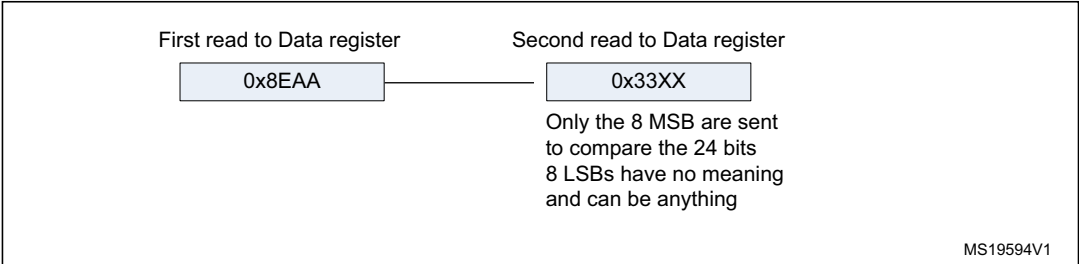 First read to Data register
Second read to Data register
0x8EAA
0x33XX
Only the 8 MSB are sent
to compare the 24 bits
8 LSBs have no meaning
and can be anything
MS19594V1